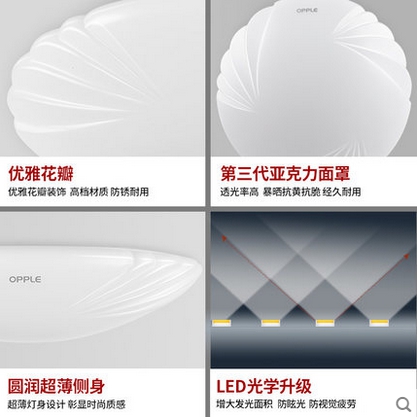 优雅花瓣
优雅花瓣装饰 高档材质 防锈耐用
OPPLE
第三代亚克力面罩
透光率高 暴晒抗黄抗脆 经久耐用
OPPLE
圆润超薄侧身
超薄灯身设计 彰显时尚质感
LED光学升级
增大发光面积 防眩光 防视觉疲劳